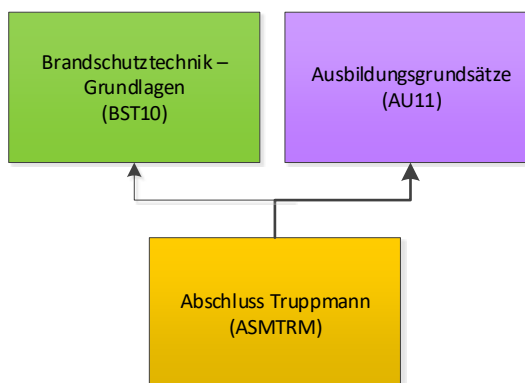 Brandschutztechnik –
Grundlagen
(BST10)
Ausbildungsgrundsätze
(AU11)
Abschluss Truppmann
(ASMTRM)